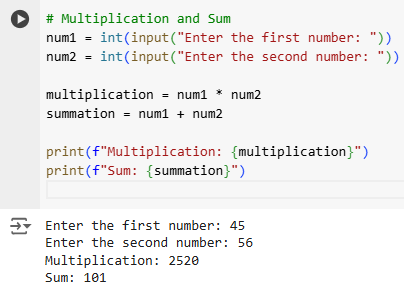 # Multiplication and Sum
num1 = int(input("Enter the first number: "))
num2 = int(input("Enter the second number: "))
multiplication = num1 * num2
summation = num1 + num2
print(f"Multiplication: {multiplication}")
print(f"Sum: {summation}")
Enter the first number: 45
Enter the second number: 56
Multiplication: 2520
Sum: 101